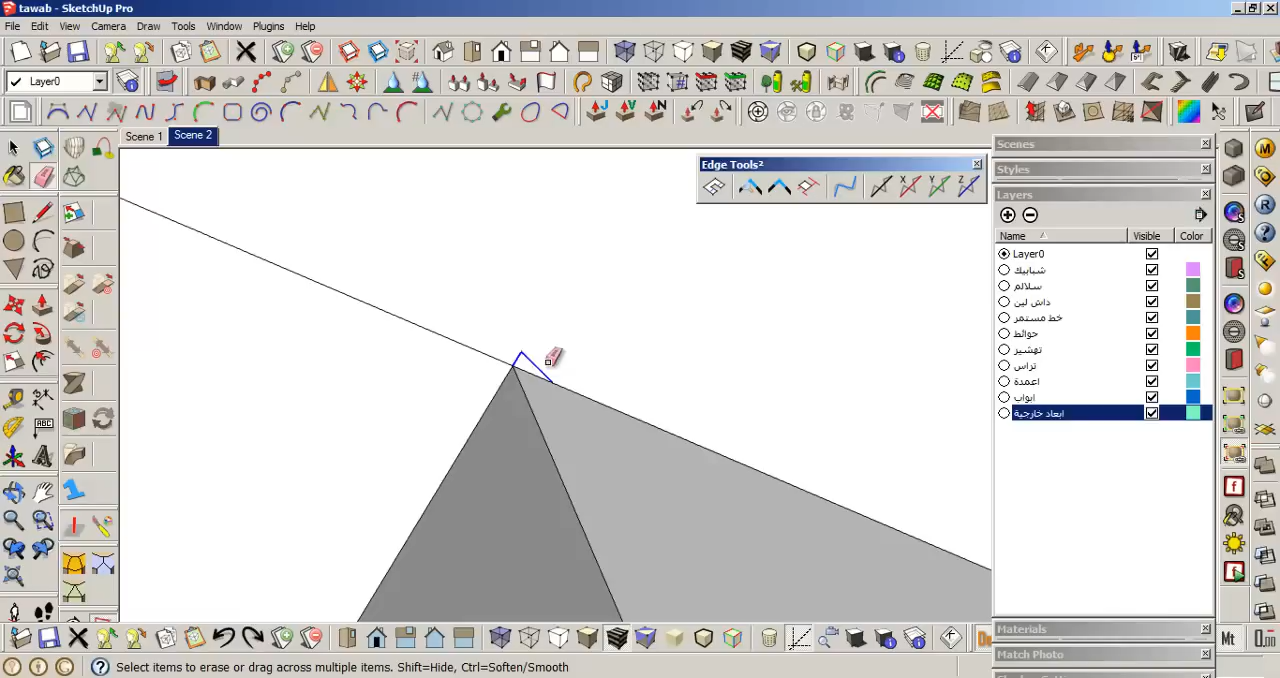 tawab - SketchUp Pro
File Edit View Camera Draw Tools Window Plugins Help
Layer0
Scene 1 Scene 2
Edge Tools²
Scenes
Styles
Layers
Name Visible Color
Layer0
شبابيك
سلالم
داش لين
خط مستمر
حوائط
تهشير
تراس
اعمدة
ابواب
ابعاد خارجية
Materials
Match Photo
Select items to erase or drag across multiple items. Shift=Hide, Ctrl=Soften/Smooth